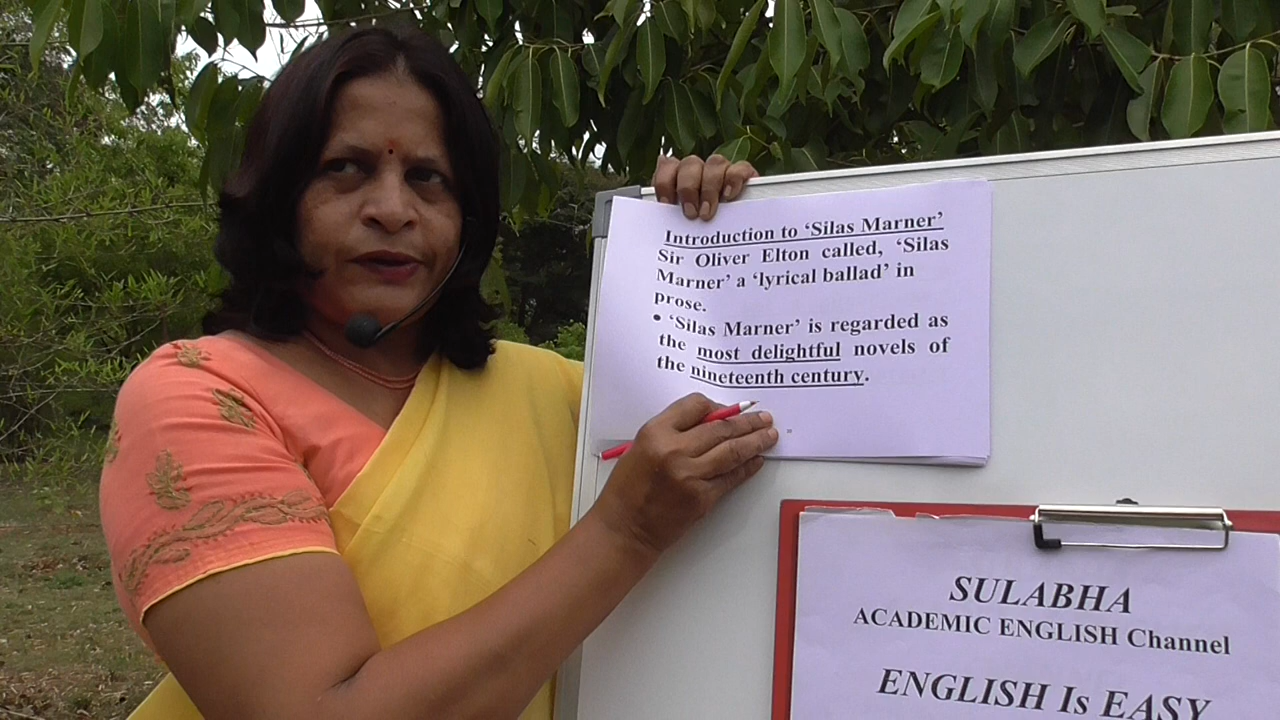 Introduction to ‘Silas Marner’
Sir Oliver Elton called, ‘Silas
Marner’ a ‘lyrical ballad’ in
prose.
• ‘Silas Marner’ is regarded as
the most delightful novels of
the nineteenth century.
SULABHA
ACADEMIC ENGLISH Channel
ENGLISH Is EASY